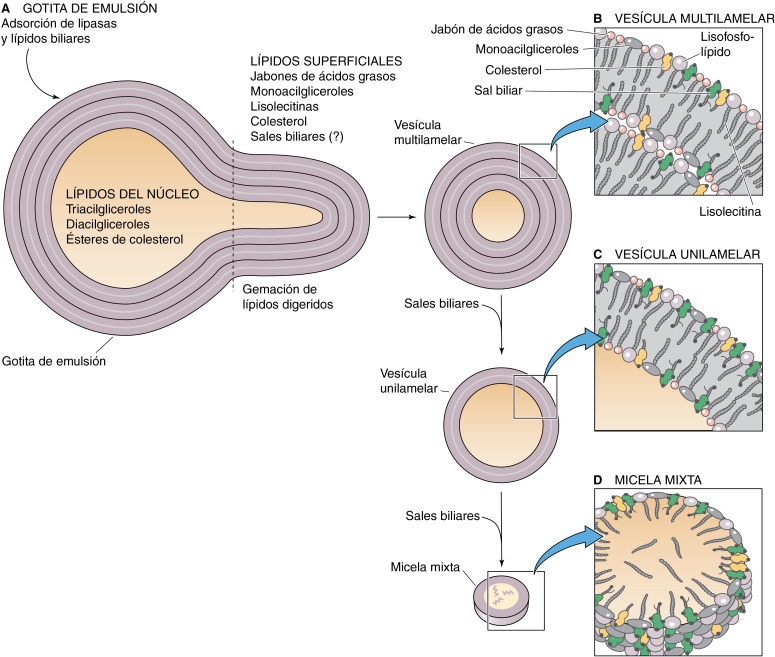 A GOTITA DE EMULSIÓN
Adsorción de lipasas
y lípidos biliares
LÍPIDOS SUPERFICIALES
Jabones de ácidos grasos
Monoacilgliceroles
Lisolecitinas
Colesterol
Sales biliares (?)
LÍPIDOS DEL NÚCLEO
Triacilgliceroles
Diacilgliceroles
Ésteres de colesterol
Gemación de
lípidos digeridos
Gotita de emulsión
Vesícula
multilamelar
Sales biliares
Vesícula
unilamelar
Sales biliares
Micela mixta
B VESÍCULA MULTILAMELAR
Jabón de ácidos grasos
Monoacilgliceroles
Colesterol
Sal biliar
Lisofosfo-
lípido
Lisolecitina
C VESÍCULA UNILAMELAR
D MICELA MIXTA